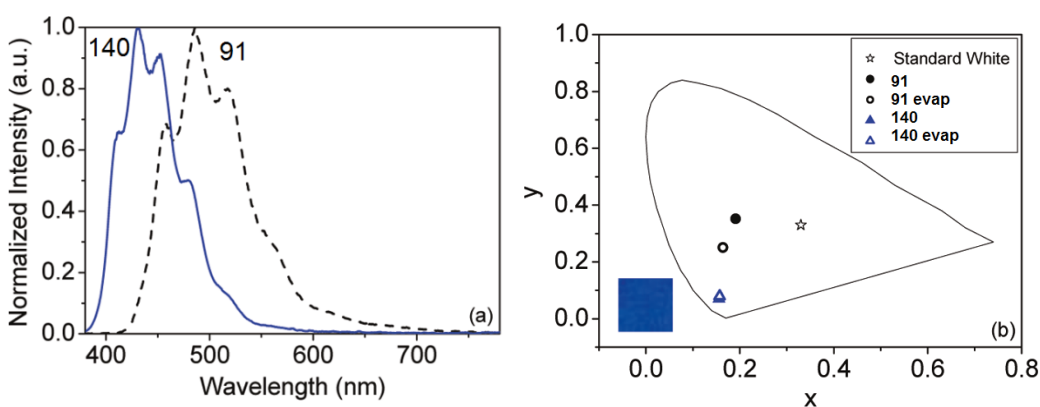 140
91
1.0
0.8
0.6
0.4
0.2
0.0
Normalized Intensity (a.u.)
400 500 600 700
Wavelength (nm)
(a)
1.0
0.8
0.6
0.4
0.2
0.0
y
0.0 0.2 0.4 0.6 0.8
x
Standard White
91
91 evap
140
140 evap
(b)